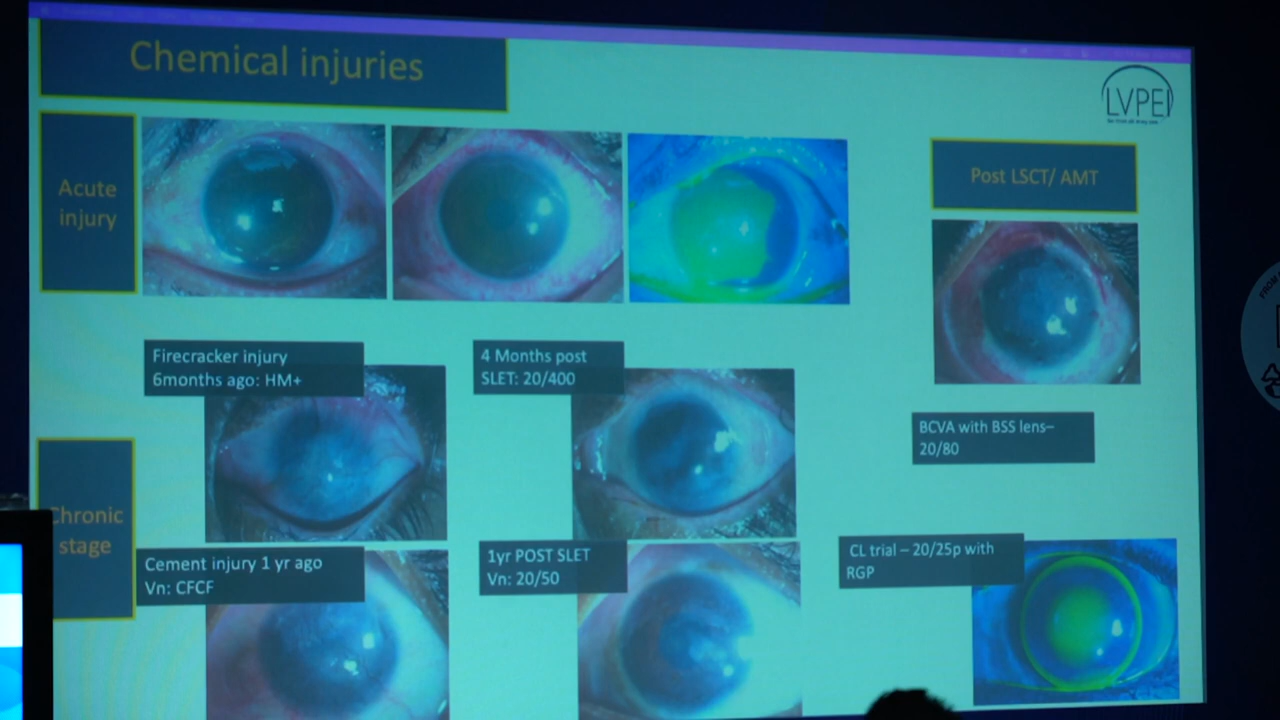 Chemical injuries
LVPEI
Acute
injury
Post LSCT/ AMT
Firecracker injury
6months ago: HM+
4 Months post
SLET: 20/400
BCVA with BSS lens–
20/80
Chronic
stage
Cement injury 1 yr ago
Vn: CFCF
1yr POST SLET
Vn: 20/50
CL trial – 20/25p with
RGP
FROM